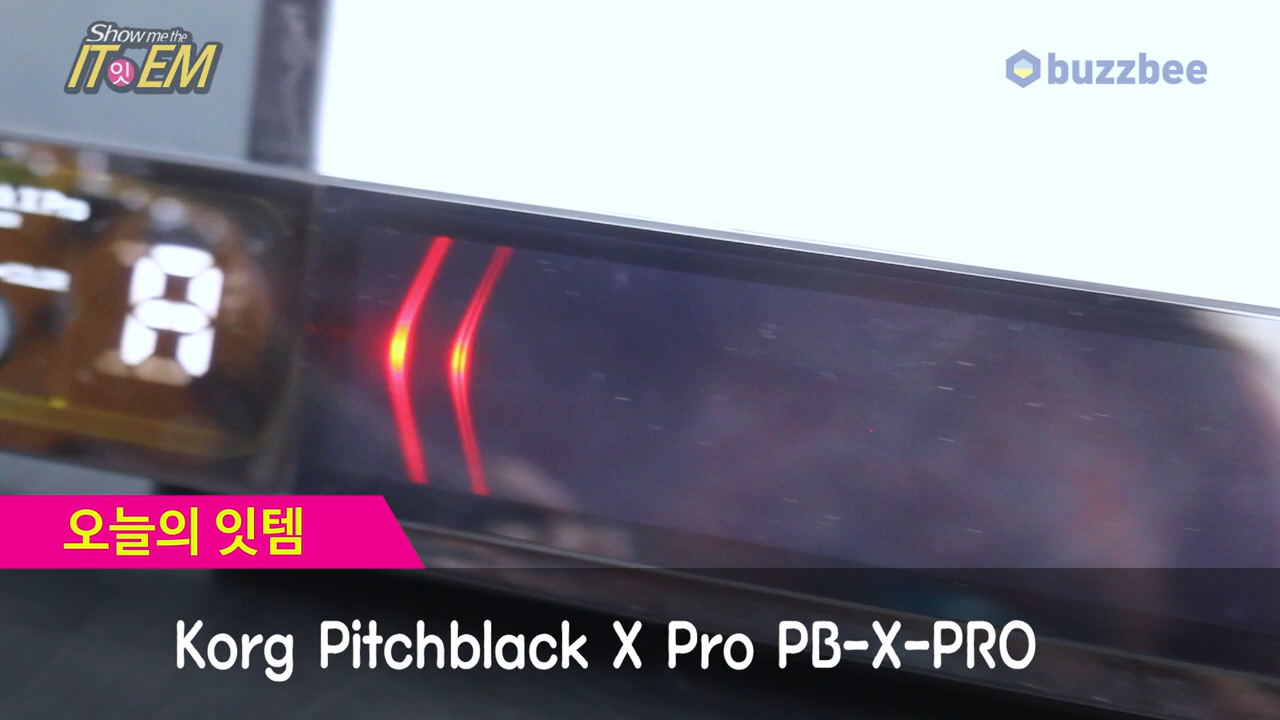 Show me the
IT잇EM
buzzbee
A
오늘의 잇템
Korg Pitchblack X Pro PB-X-PRO